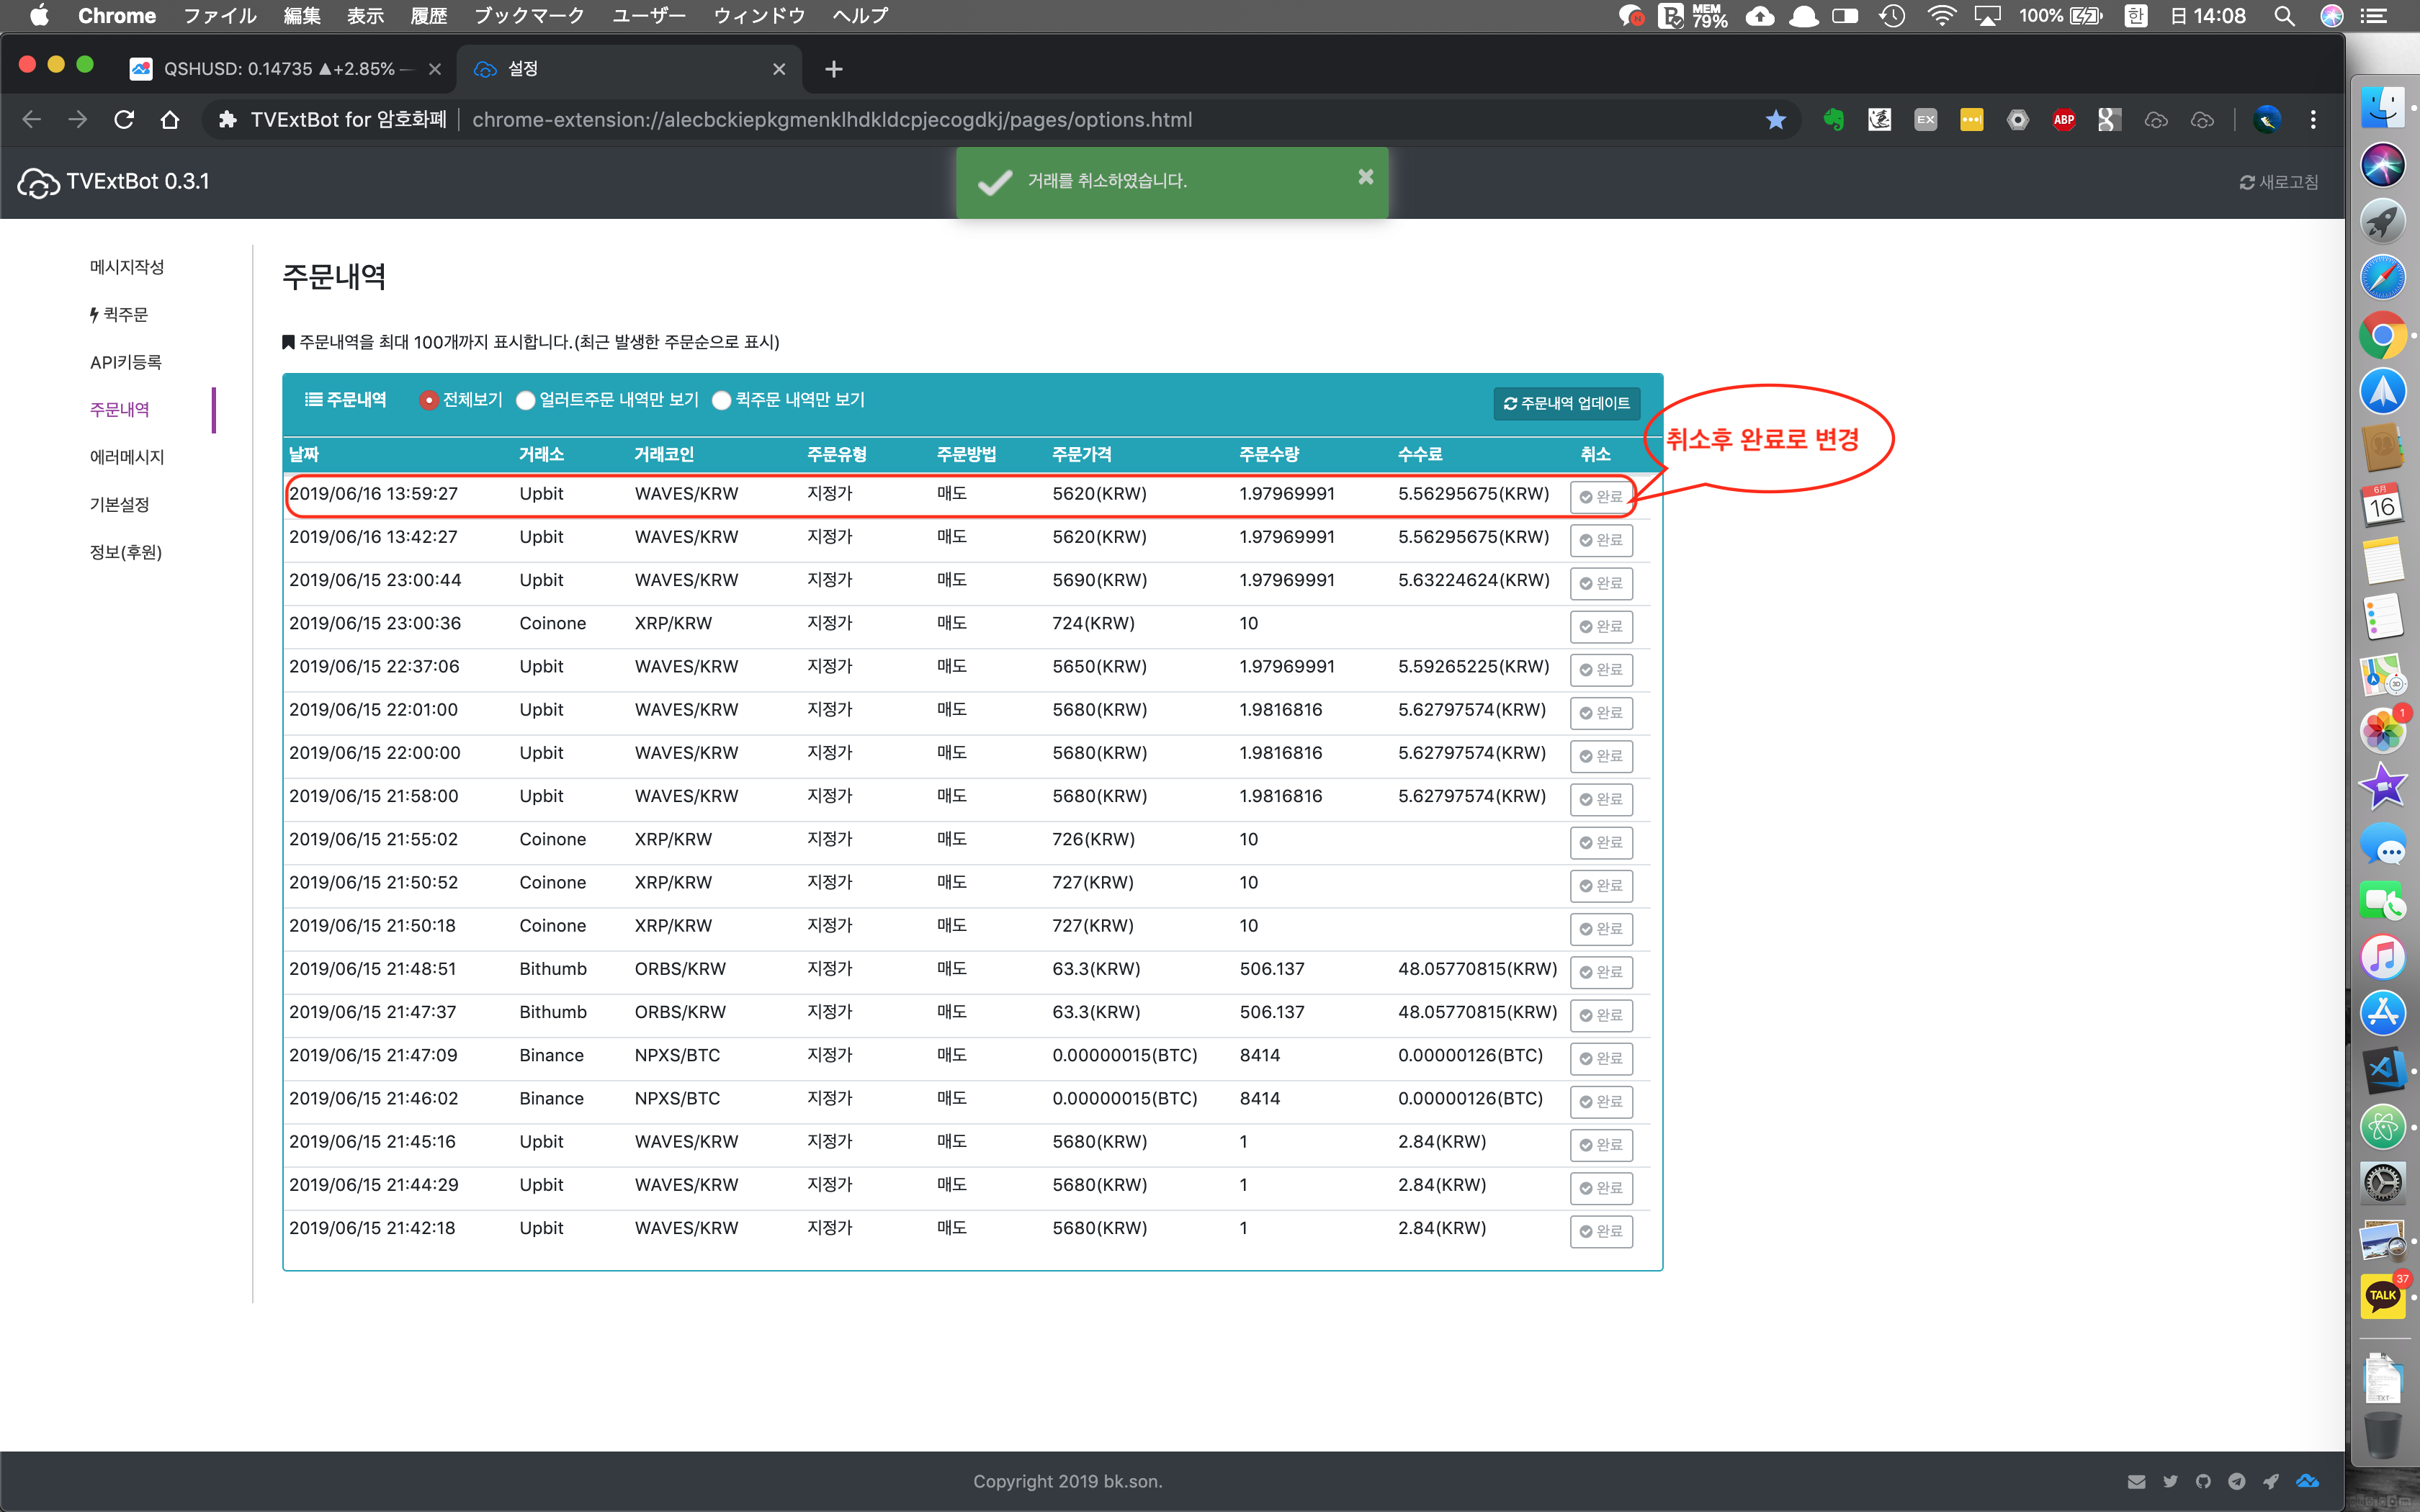 Chrome ファイル 編集 表示 履歴 ブックマーク ユーザー ウィンドウ ヘルプ MEM 79% 100% 한 日 14:08
QSHUSD: 0.14735 ▲+2.85% 설정
TVExtBot for 암호화폐 chrome-extension://alecbckiepkgmenklhdkldcpjecogdkj/pages/options.html EX ABP
TVExtBot 0.3.1
거래를 취소하였습니다.
새로고침
메시지작성
퀵주문
API키등록
주문내역
에러메시지
기본설정
정보(후원)
주문내역
주문내역을 최대 100개까지 표시합니다.(최근 발생한 주문순으로 표시)
주문내역 전체보기 얼러트주문 내역만 보기 퀵주문 내역만 보기 주문내역 업데이트
취소후 완료로 변경
날짜 거래소 거래코인 주문유형 주문방법 주문가격 주문수량 수수료 취소
2019/06/16 13:59:27 Upbit WAVES/KRW 지정가 매도 5620(KRW) 1.97969991 5.56295675(KRW) 완료
2019/06/16 13:42:27 Upbit WAVES/KRW 지정가 매도 5620(KRW) 1.97969991 5.56295675(KRW) 완료
2019/06/15 23:00:44 Upbit WAVES/KRW 지정가 매도 5690(KRW) 1.97969991 5.63224624(KRW) 완료
2019/06/15 23:00:36 Coinone XRP/KRW 지정가 매도 724(KRW) 10 완료
2019/06/15 22:37:06 Upbit WAVES/KRW 지정가 매도 5650(KRW) 1.97969991 5.59265225(KRW) 완료
2019/06/15 22:01:00 Upbit WAVES/KRW 지정가 매도 5680(KRW) 1.9816816 5.62797574(KRW) 완료
2019/06/15 22:00:00 Upbit WAVES/KRW 지정가 매도 5680(KRW) 1.9816816 5.62797574(KRW) 완료
2019/06/15 21:58:00 Upbit WAVES/KRW 지정가 매도 5680(KRW) 1.9816816 5.62797574(KRW) 완료
2019/06/15 21:55:02 Coinone XRP/KRW 지정가 매도 726(KRW) 10 완료
2019/06/15 21:50:52 Coinone XRP/KRW 지정가 매도 727(KRW) 10 완료
2019/06/15 21:50:18 Coinone XRP/KRW 지정가 매도 727(KRW) 10 완료
2019/06/15 21:48:51 Bithumb ORBS/KRW 지정가 매도 63.3(KRW) 506.137 48.05770815(KRW) 완료
2019/06/15 21:47:37 Bithumb ORBS/KRW 지정가 매도 63.3(KRW) 506.137 48.05770815(KRW) 완료
2019/06/15 21:47:09 Binance NPXS/BTC 지정가 매도 0.00000015(BTC) 8414 0.00000126(BTC) 완료
2019/06/15 21:46:02 Binance NPXS/BTC 지정가 매도 0.00000015(BTC) 8414 0.00000126(BTC) 완료
2019/06/15 21:45:16 Upbit WAVES/KRW 지정가 매도 5680(KRW) 1 2.84(KRW) 완료
2019/06/15 21:44:29 Upbit WAVES/KRW 지정가 매도 5680(KRW) 1 2.84(KRW) 완료
2019/06/15 21:42:18 Upbit WAVES/KRW 지정가 매도 5680(KRW) 1 2.84(KRW) 완료
Copyright 2019 bk.son.
6月
16
3D
1
37
TALK
TXT